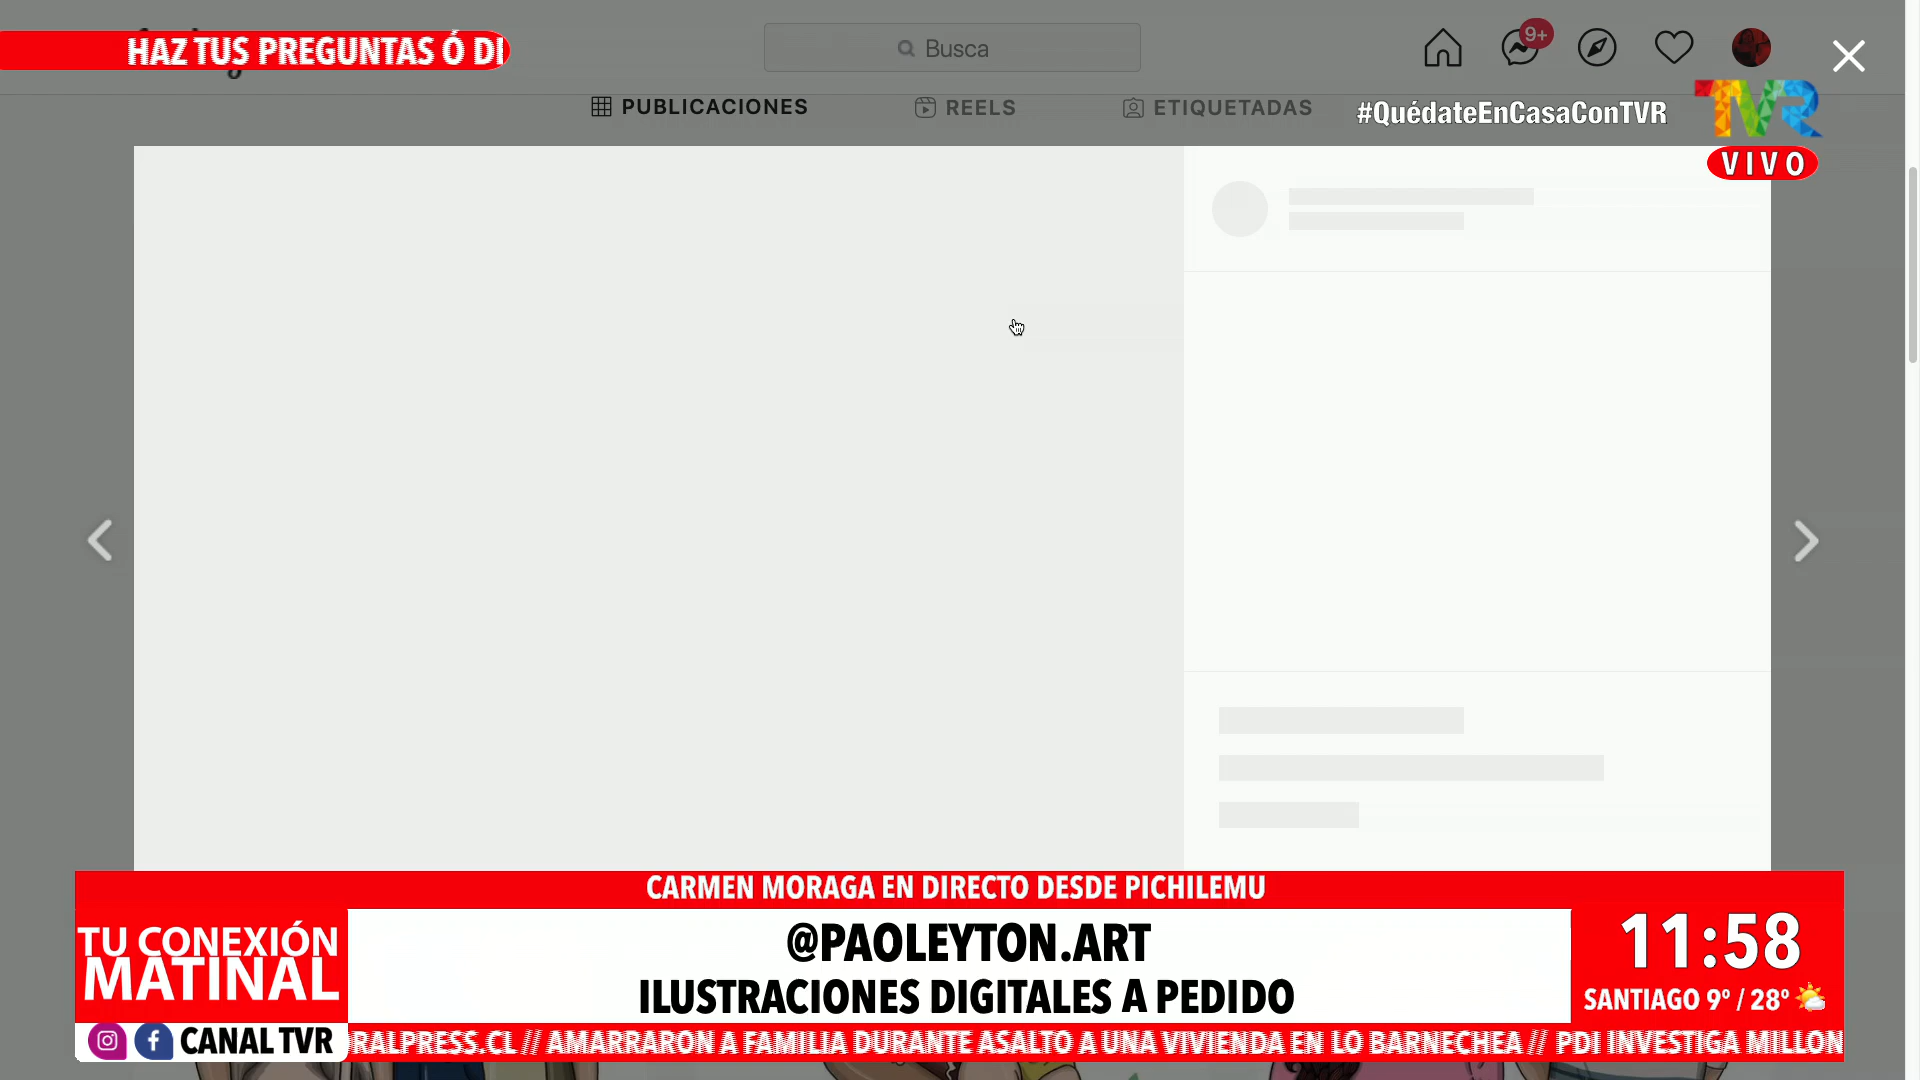 HAZ TUS PREGUNTAS Ó DI
Busca
9+
PUBLICACIONES
REELS
ETIQUETADAS
#QuédateEnCasaConTVR
TVR
VIVO
CARMEN MORAGA EN DIRECTO DESDE PICHILEMU
TU CONEXIÓN
MATINAL
@PAOLEYTON.ART
ILUSTRACIONES DIGITALES A PEDIDO
11:58
SANTIAGO 9º / 28º
CANAL TVR
RALPRESS.CL // AMARRARON A FAMILIA DURANTE ASALTO A UNA VIVIENDA EN LO BARNECHEA // PDI INVESTIGA MILLON